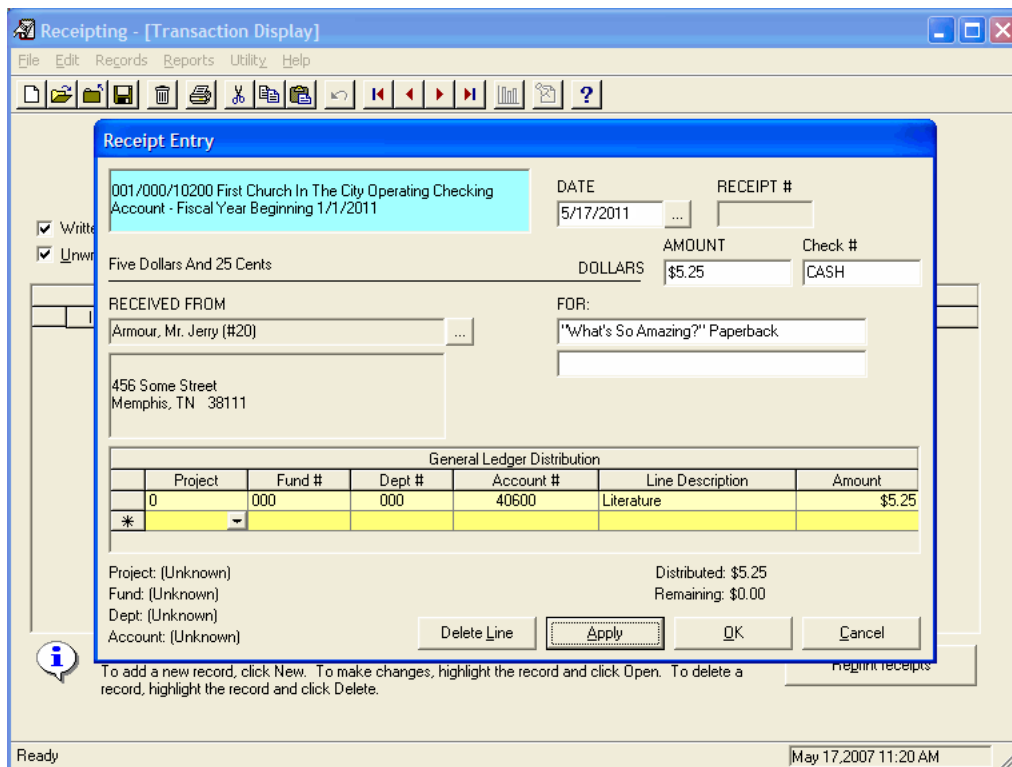 Receipting - [Transaction Display]
File Edit Records Reports Utility Help
Receipt Entry
001/000/10200 First Church In The City Operating Checking
Account - Fiscal Year Beginning 1/1/2011
DATE
RECEIPT #
5/17/2011 ...
AMOUNT
Check #
Five Dollars And 25 Cents
DOLLARS
$5.25
CASH
RECEIVED FROM
FOR:
Armour, Mr. Jerry (#20) ...
"What's So Amazing?" Paperback
456 Some Street
Memphis, TN 38111
General Ledger Distribution
Project Fund # Dept # Account # Line Description Amount
0 000 000 40600 Literature $5.25
Project: (Unknown)
Fund: (Unknown)
Dept: (Unknown)
Account: (Unknown)
Distributed: $5.25
Remaining: $0.00
Delete Line Apply OK Cancel
To add a new record, click New. To make changes, highlight the record and click Open. To delete a
record, highlight the record and click Delete.
Reprint receipts
Ready
May 17,2007 11:20 AM